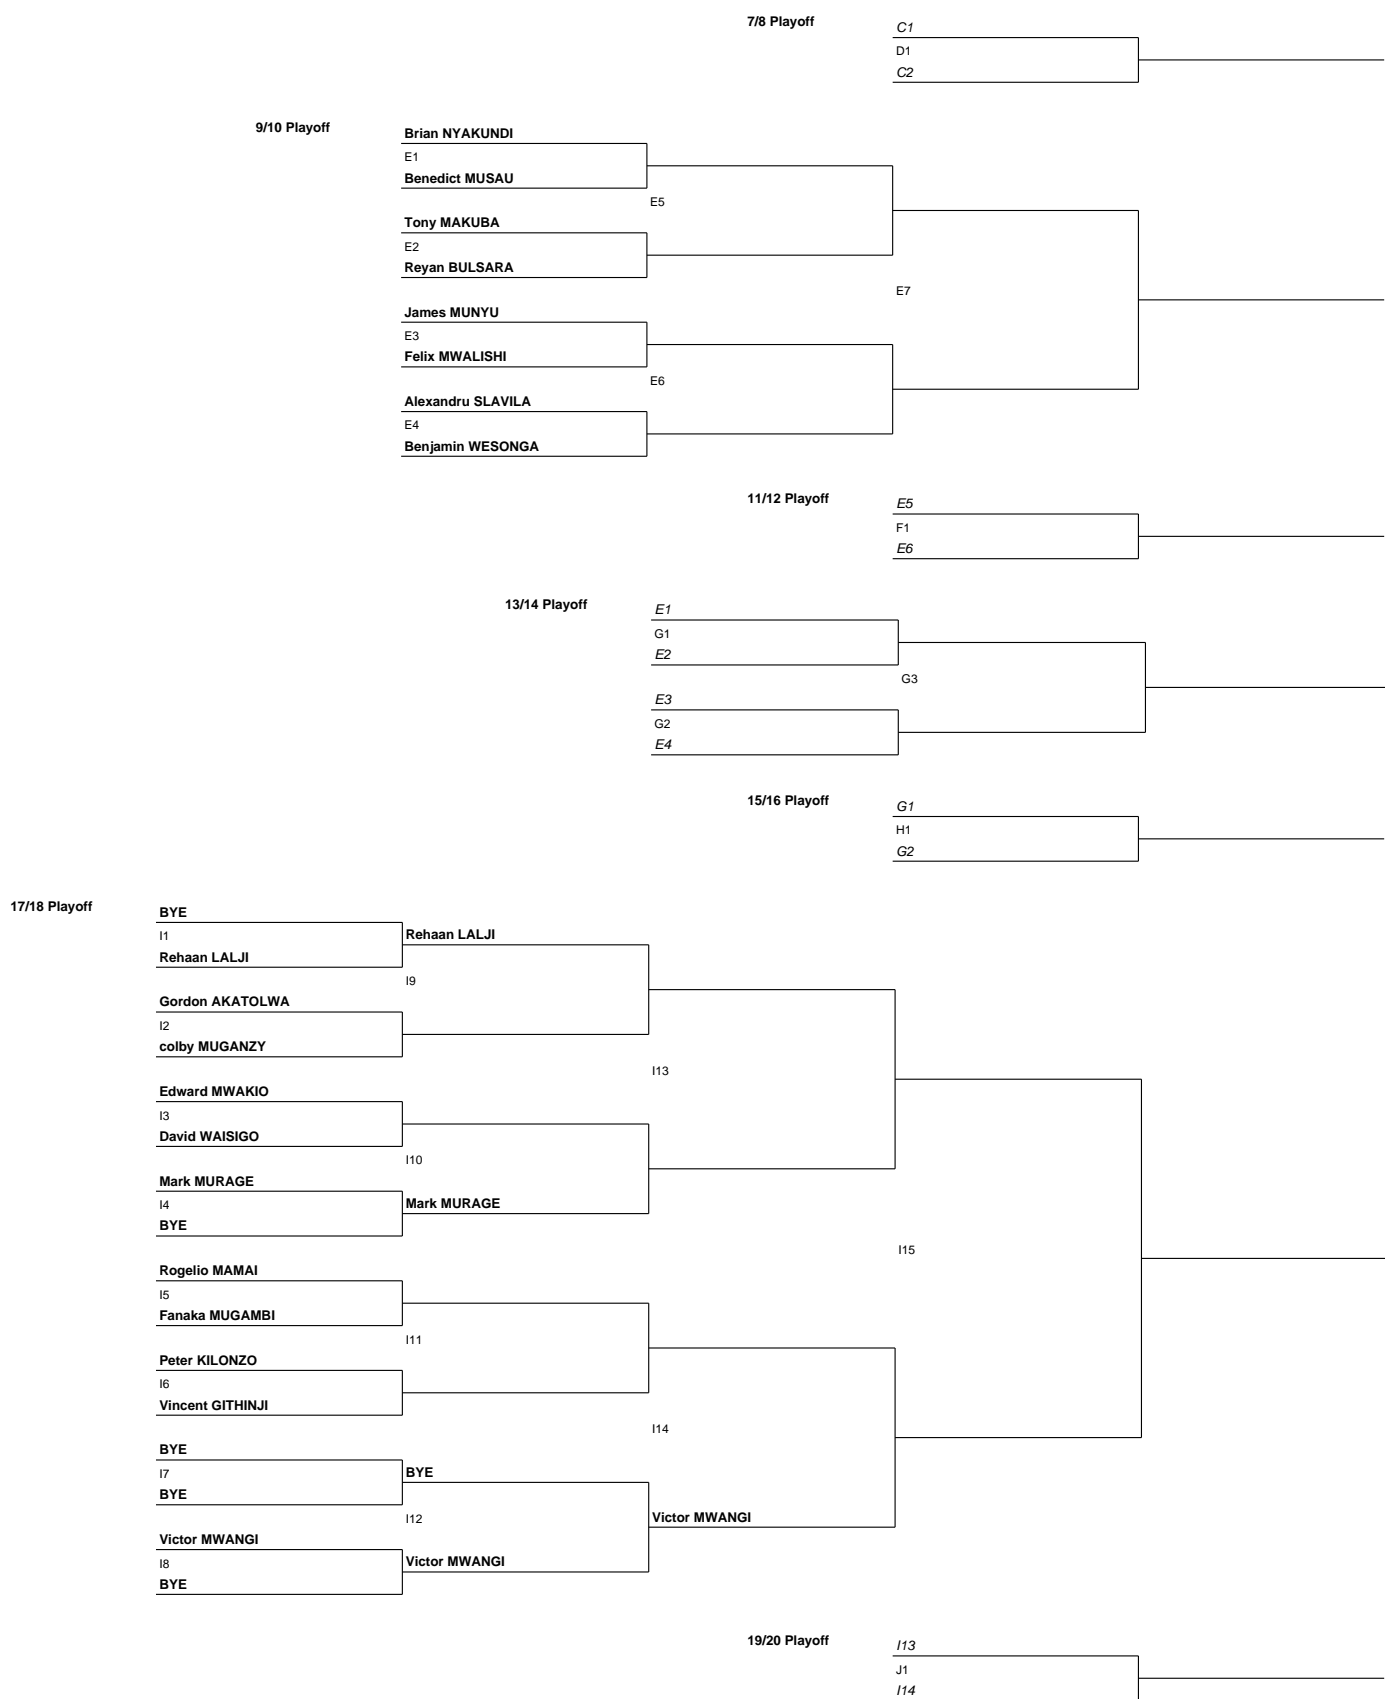 7/8 Playoff
C1
D1
C2
9/10 Playoff
Brian NYAKUNDI
E1
Benedict MUSAU
E5
Tony MAKUBA
E2
Reyan BULSARA
E7
James MUNYU
E3
Felix MWALISHI
E6
Alexandru SLAVILA
E4
Benjamin WESONGA
11/12 Playoff
E5
F1
E6
13/14 Playoff
E1
G1
E2
G3
E3
G2
E4
15/16 Playoff
G1
H1
G2
17/18 Playoff
BYE
I1
Rehaan LALJI
Rehaan LALJI
I9
Gordon AKATOLWA
I2
colby MUGANZY
I13
Edward MWAKIO
I3
David WAISIGO
I10
Mark MURAGE
I4
Mark MURAGE
BYE
I15
Rogelio MAMAI
I5
Fanaka MUGAMBI
I11
Peter KILONZO
I6
Vincent GITHINJI
I14
BYE
I7
BYE
BYE
I12
Victor MWANGI
Victor MWANGI
I8
Victor MWANGI
BYE
19/20 Playoff
I13
J1
I14